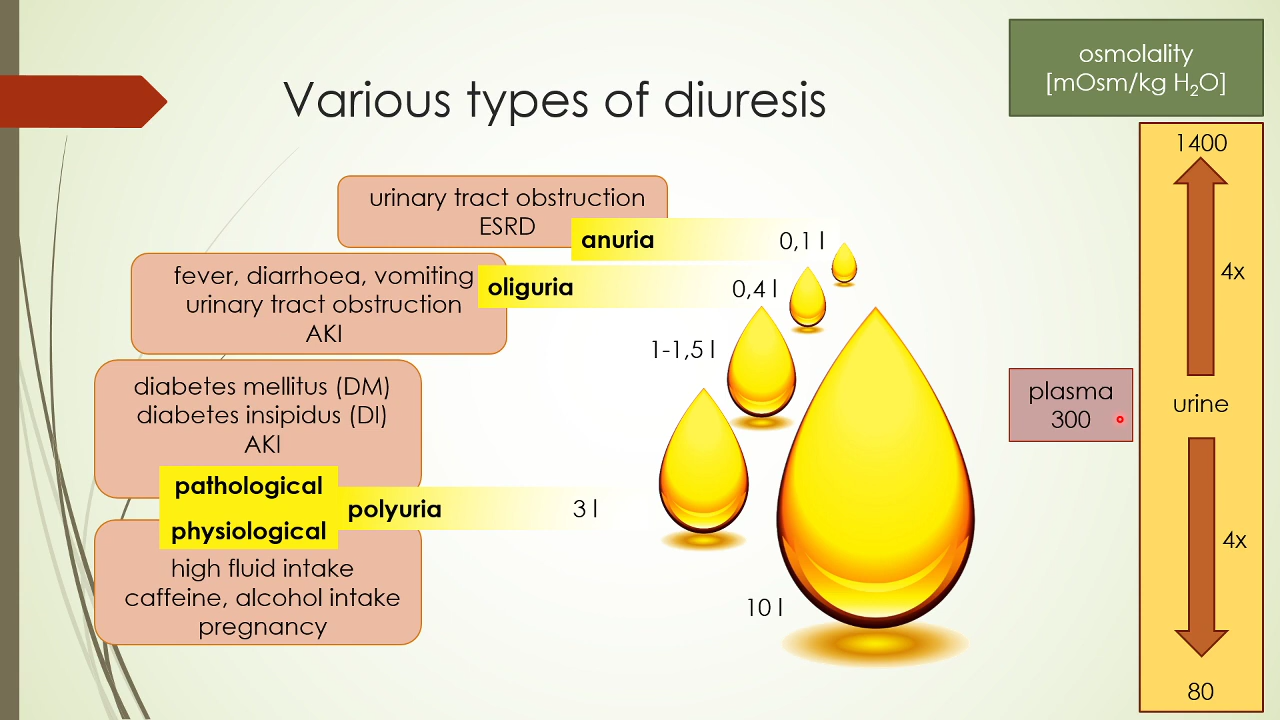 Various types of diuresis
osmolality
[mOsm/kg H₂O]
urinary tract obstruction
ESRD
anuria
0,1 l
fever, diarrhoea, vomiting
urinary tract obstruction
AKI
oliguria
0,4 l
1-1,5 l
diabetes mellitus (DM)
diabetes insipidus (DI)
AKI
pathological
physiological
polyuria
3 l
high fluid intake
caffeine, alcohol intake
pregnancy
10 l
plasma
300
1400
4x
urine
4x
80